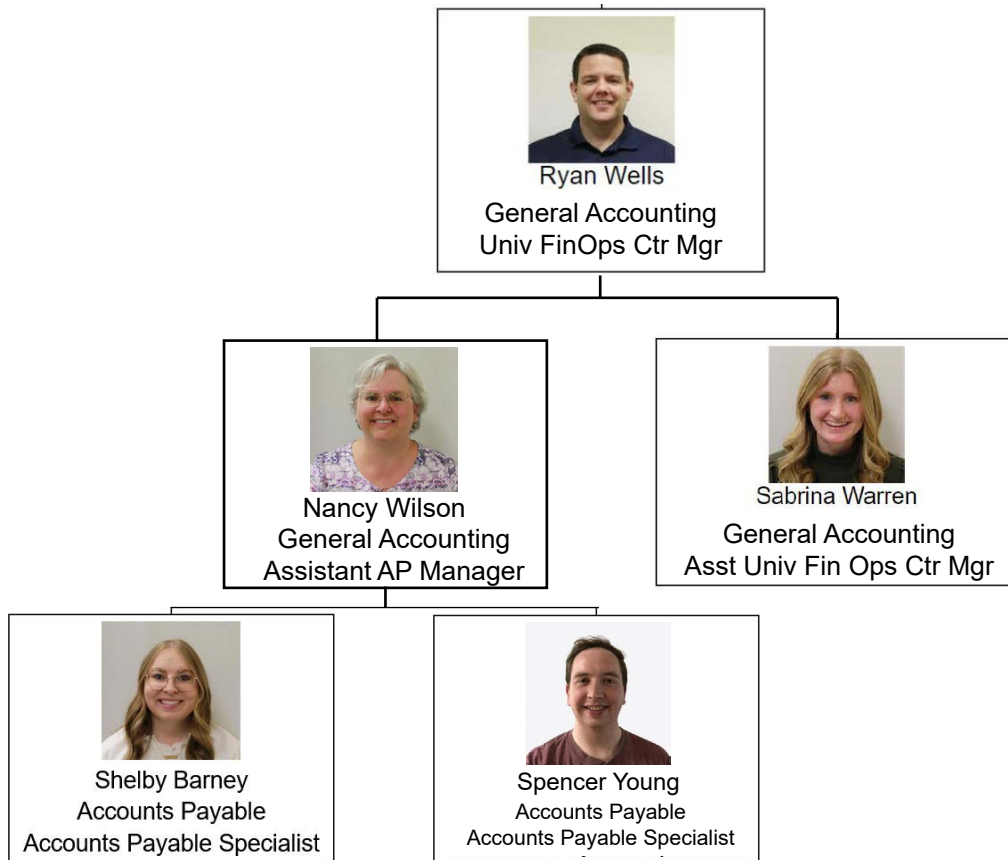 Ryan Wells
General Accounting
Univ FinOps Ctr Mgr
Nancy Wilson
General Accounting
Assistant AP Manager
Sabrina Warren
General Accounting
Asst Univ Fin Ops Ctr Mgr
Shelby Barney
Accounts Payable
Accounts Payable Specialist
Spencer Young
Accounts Payable
Accounts Payable Specialist